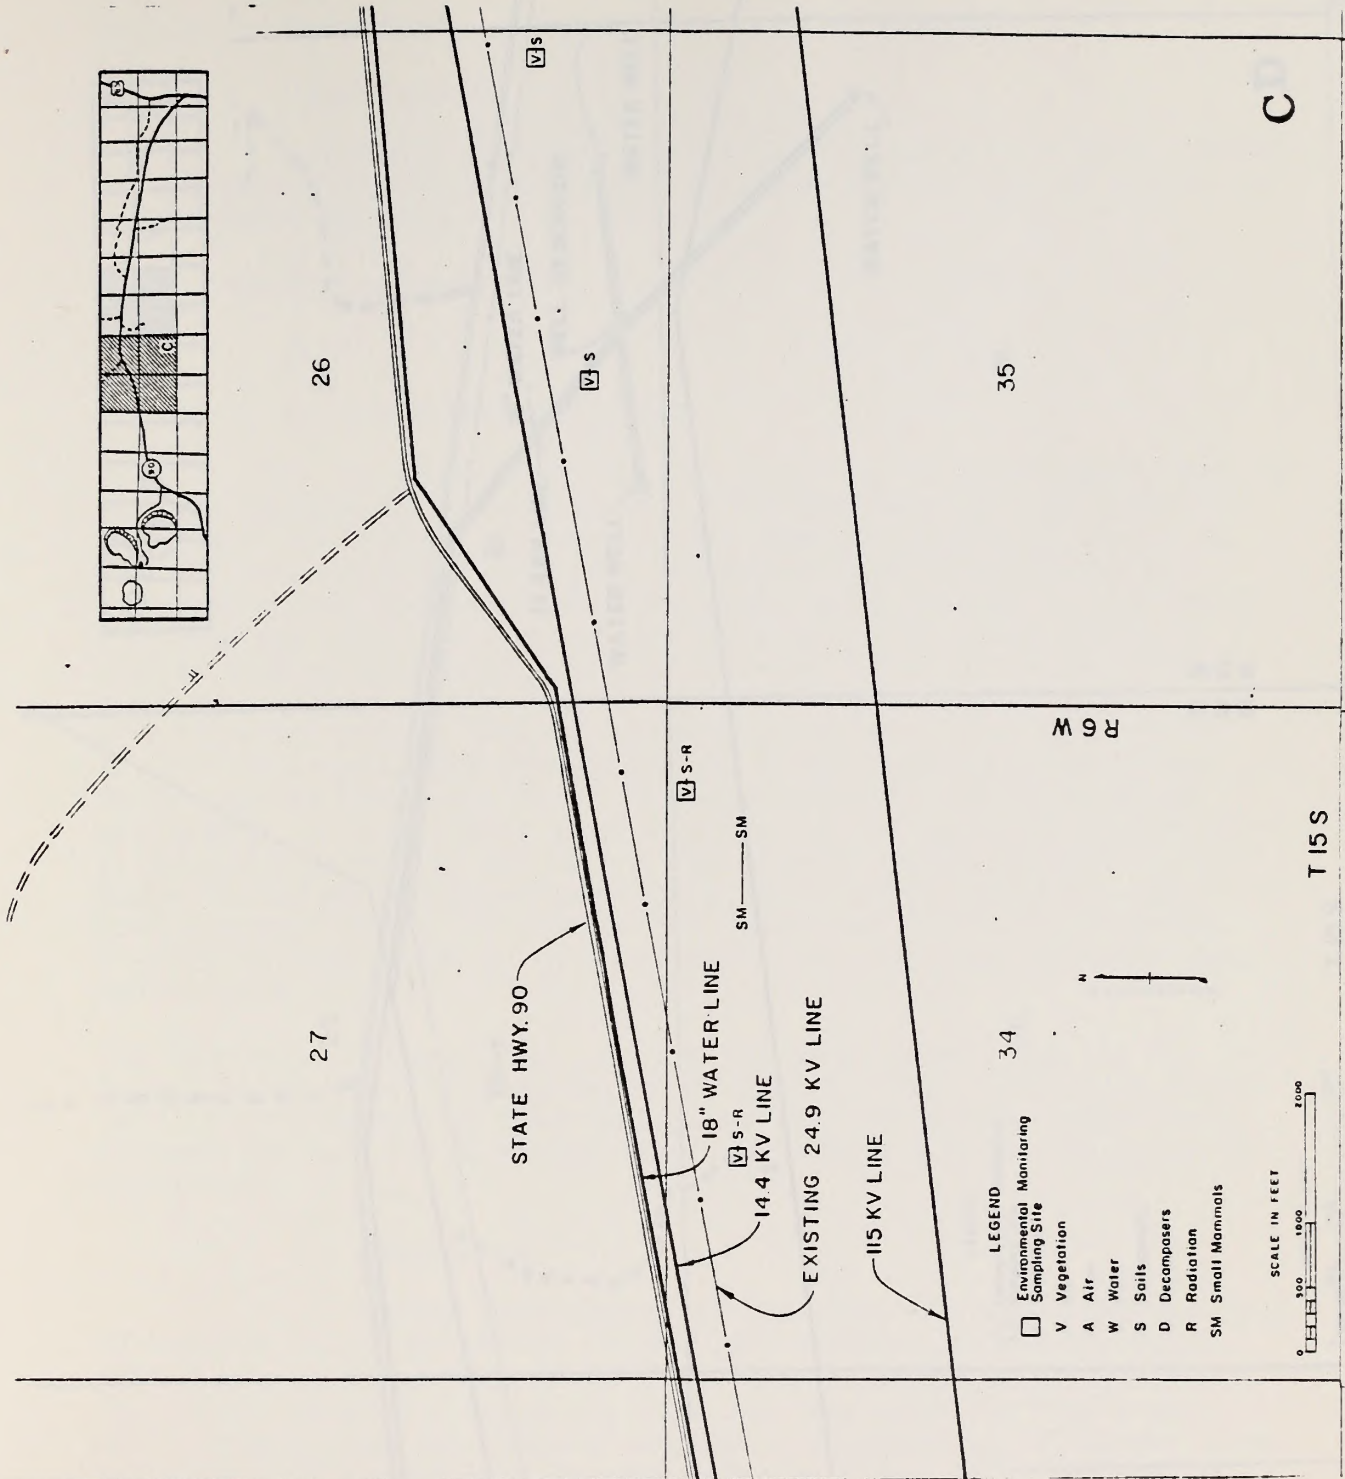 C
90
C
26
27
35
34
V S
V S
V S-R
V S-R
SM SM
STATE HWY. 90
18" WATER LINE
14.4 KV LINE
EXISTING 24.9 KV LINE
115 KV LINE
R6W
T 15 S
N
LEGEND
Environmental Monitoring
Sampling Site
V Vegetation
A Air
W Water
S Soils
D Decomposers
R Radiation
SM Small Mammals
SCALE IN FEET
0 500 1000 2000